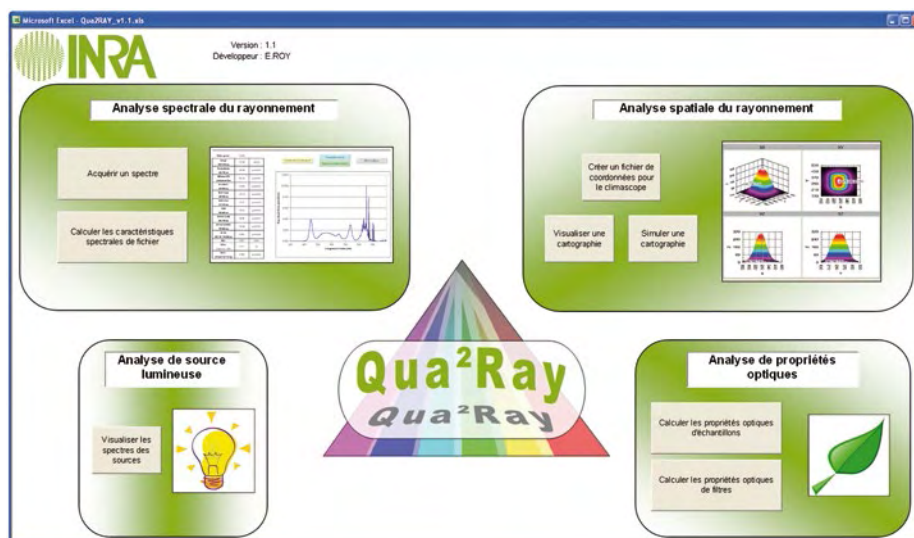 Microsoft Excel - Qua2RAY_v1.1.xls
INRA
Version : 1.1
Développeur : E.ROY
Analyse spectrale du rayonnement
Acquérir un spectre
Calculer les caractéristiques
spectrales de fichier
Analyse spatiale du rayonnement
Créer un fichier de
coordonnées pour
le climascope
Visualiser une
cartographie
Simuler une
cartographie
Analyse de source
lumineuse
Visualiser les
spectres des
sources
Qua²Ray
Qua²Ray
Analyse de propriétés
optiques
Calculer les propriétés optiques
d'échantillons
Calculer les propriétés optiques
de filtres